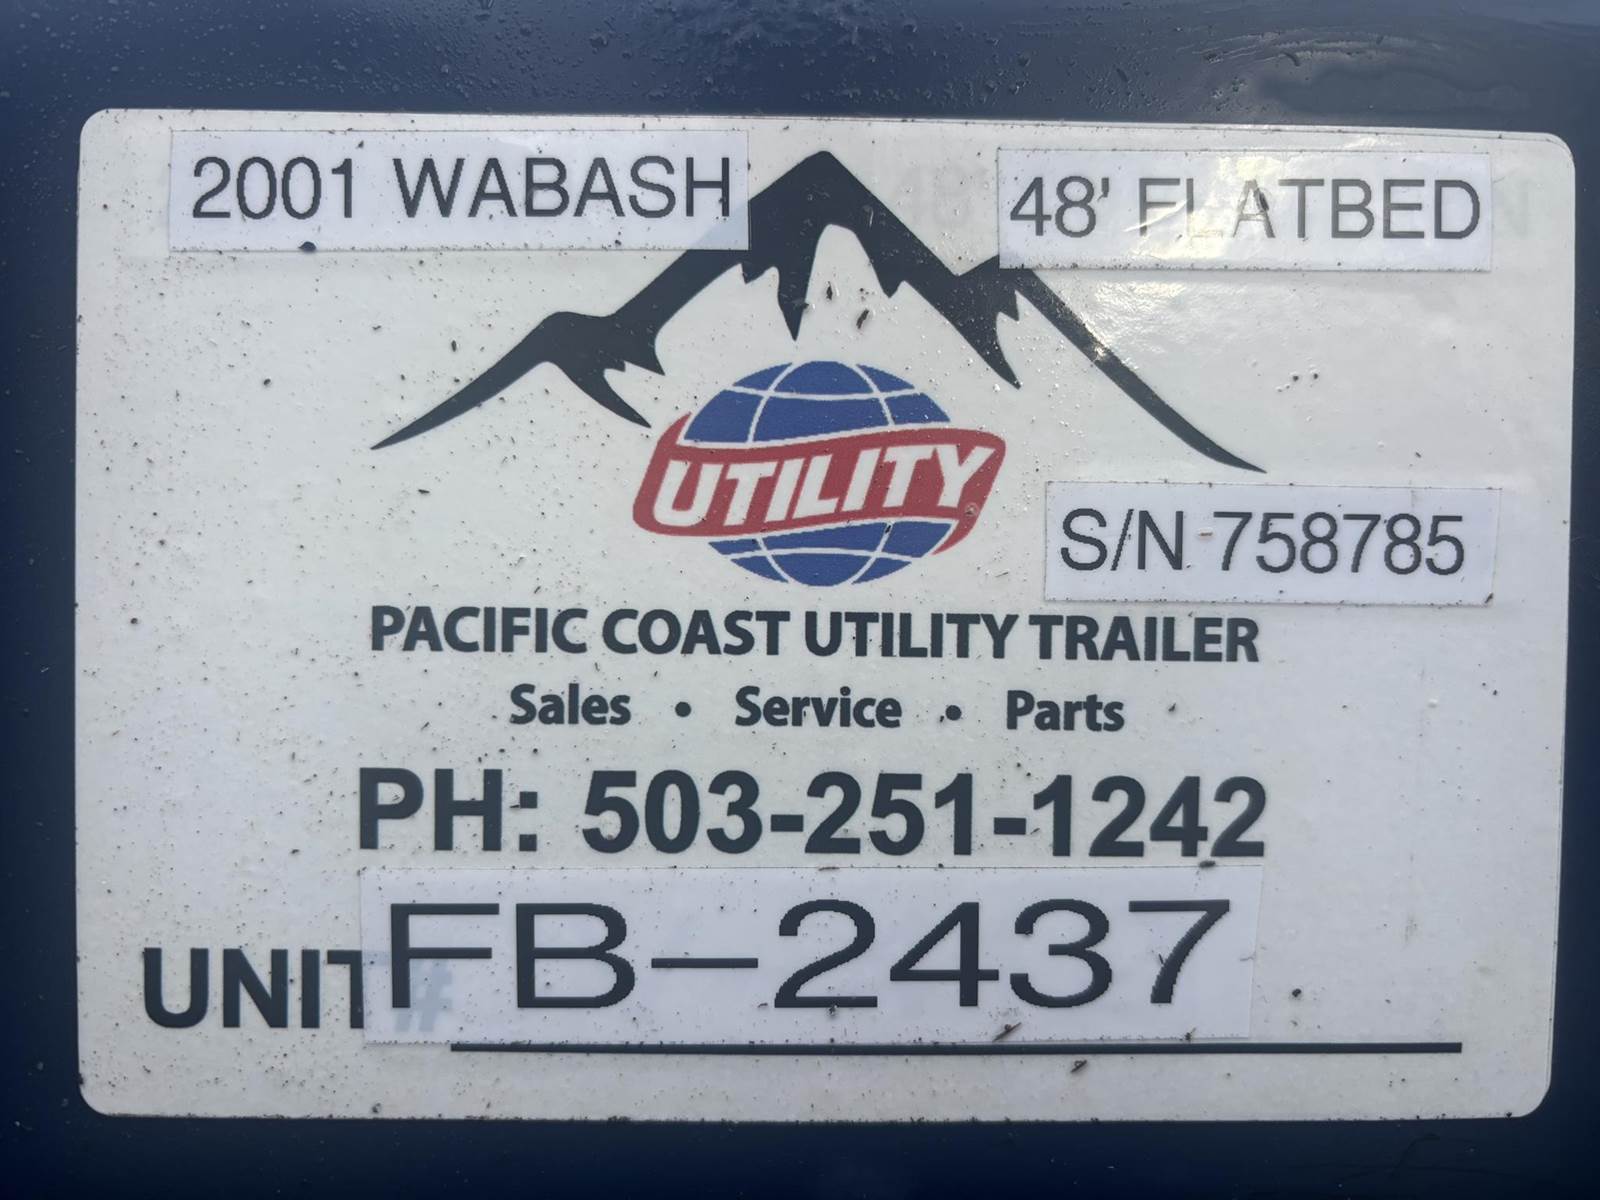 2001 WABASH
48' FLATBED
UTILITY
S/N 758785
PACIFIC COAST UTILITY TRAILER
Sales • Service • Parts
PH: 503-251-1242
UNIT# FB-2437